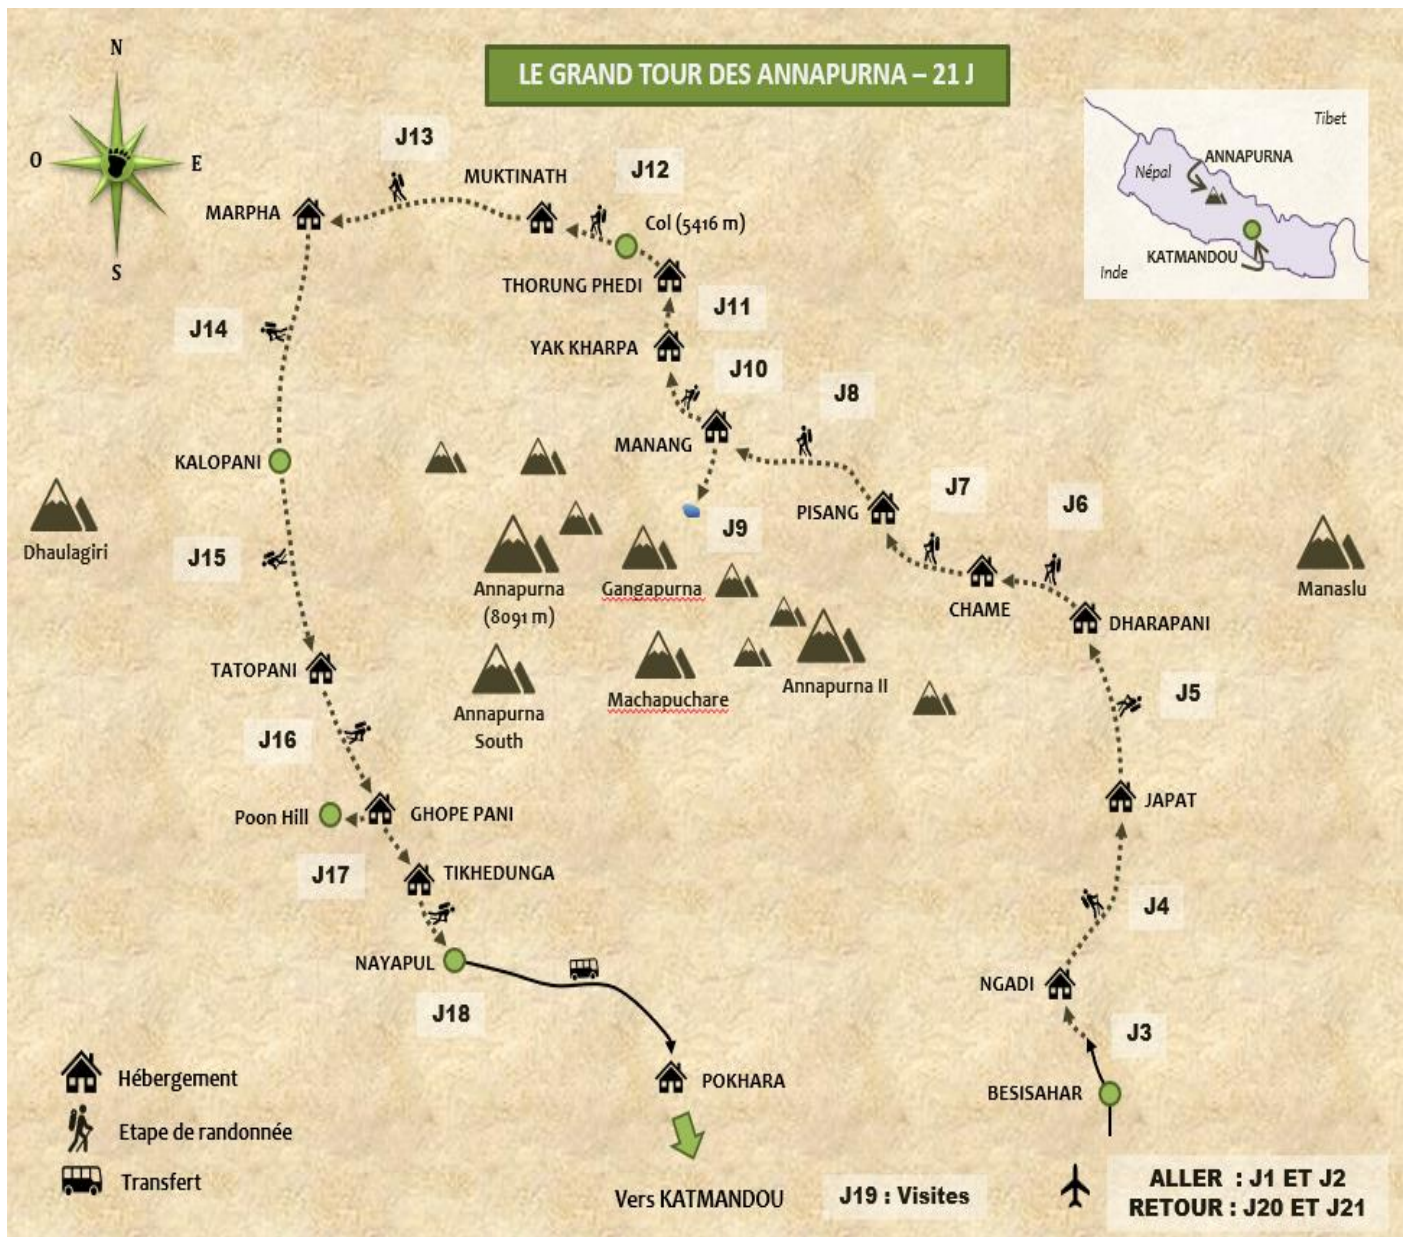 LE GRAND TOUR DES ANNAPURNA – 21 J
N
O
E
S
Tibet
Népal
ANNAPURNA
KATMANDOU
Inde
J13
MUKTINATH
J12
MARPHA
Col (5416 m)
THORUNG PHEDI
J11
J14
YAK KHARPA
J10
J8
MANANG
KALOPANI
J7
J6
PISANG
J9
Dhaulagiri
J15
Annapurna
(8091 m)
Gangapurna
Manaslu
CHAME
DHARAPANI
TATOPANI
Annapurna
South
Machapuchare
Annapurna II
J5
J16
JAPAT
Poon Hill
GHOPE PANI
J17
TIKHEDUNGA
J4
NAYAPUL
NGADI
J18
J3
Hébergement
POKHARA
BESISAHAR
Etape de randonnée
Transfert
Vers KATMANDOU
J19 : Visites
ALLER : J1 ET J2
RETOUR : J20 ET J21